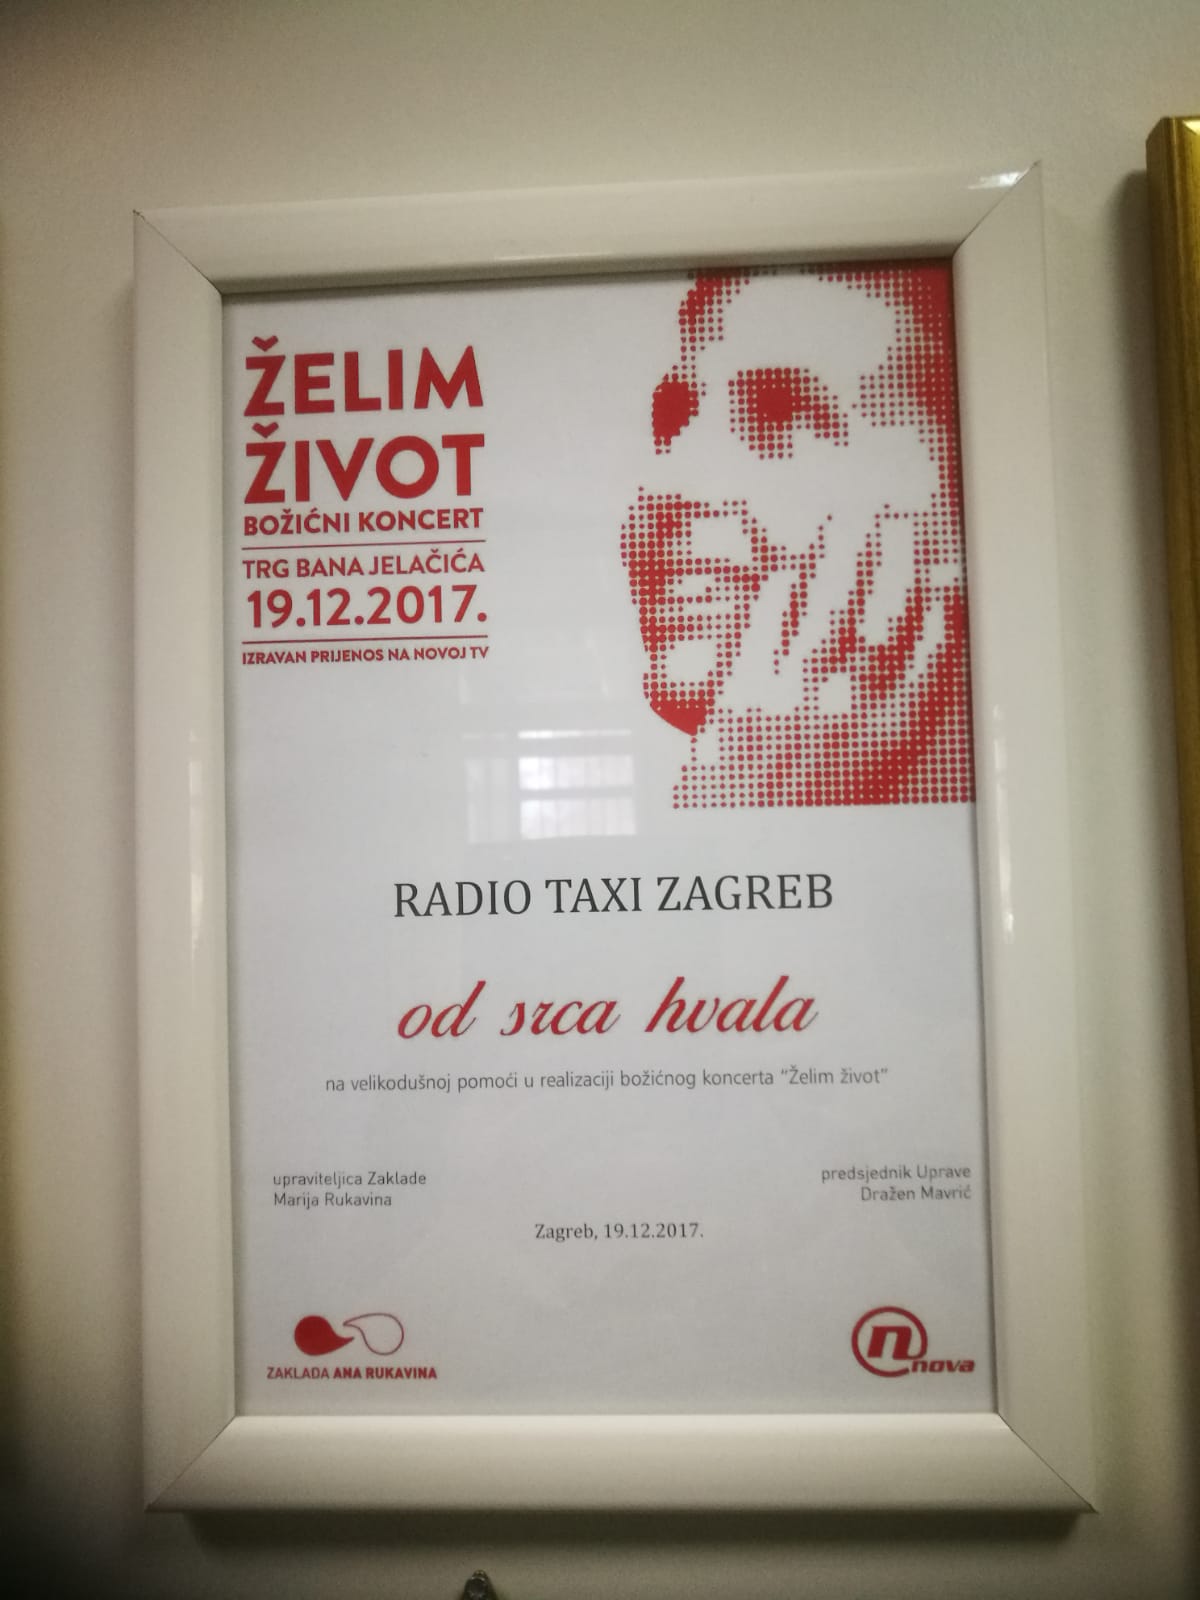 ŽELIM
ŽIVOT
BOŽIĆNI KONCERT
TRG BANA JELAČIĆA
19.12.2017.
IZRAVAN PRIJENOS NA NOVOJ TV
RADIO TAXI ZAGREB
od srca hvala
na velikodušnoj pomoći u realizaciji božićnog koncerta "Želim život"
upraviteljica Zaklade
Marija Rukavina
predsjednik Uprave
Dražen Mavrić
Zagreb, 19.12.2017.
ZAKLADA ANA RUKAVINA
n nova